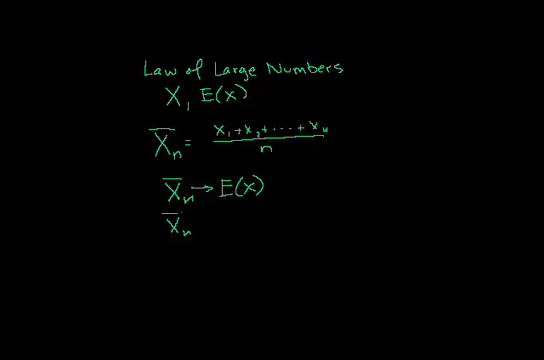 Law of Large Numbers
X, E(x)
X̅ₙ = (x₁ + x₂ + ⋯ + xₙ) / n
X̅ₙ → E(x)
X̅ₙ